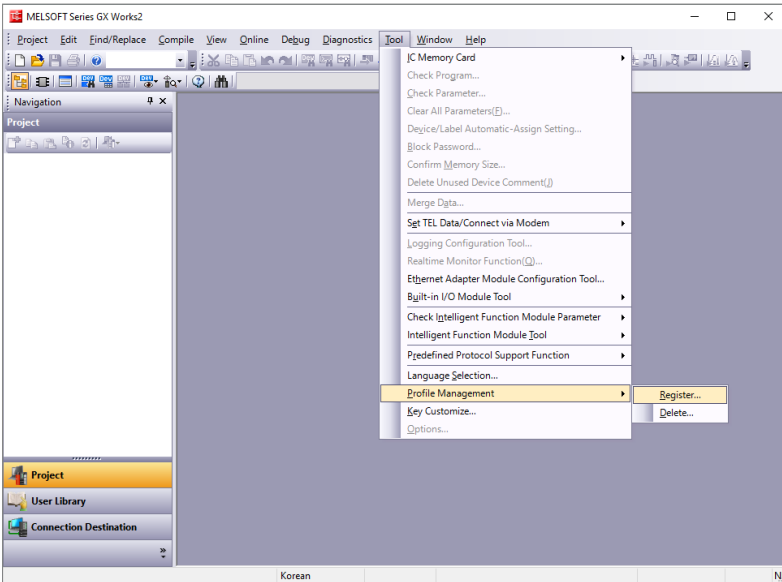 MELSOFT Series GX Works2
Project Edit Find/Replace Compile View Online Debug Diagnostics Tool Window Help
Navigation
Project
IC Memory Card
Check Program...
Check Parameter...
Clear All Parameters(F)...
Device/Label Automatic-Assign Setting...
Block Password...
Confirm Memory Size...
Delete Unused Device Comment(J)
Merge Data...
Set TEL Data/Connect via Modem
Logging Configuration Tool...
Realtime Monitor Function(Q)...
Ethernet Adapter Module Configuration Tool...
Built-in I/O Module Tool
Check Intelligent Function Module Parameter
Intelligent Function Module Tool
Predefined Protocol Support Function
Language Selection...
Profile Management
Register...
Key Customize...
Delete...
Options...
Project
User Library
Connection Destination
Korean
N